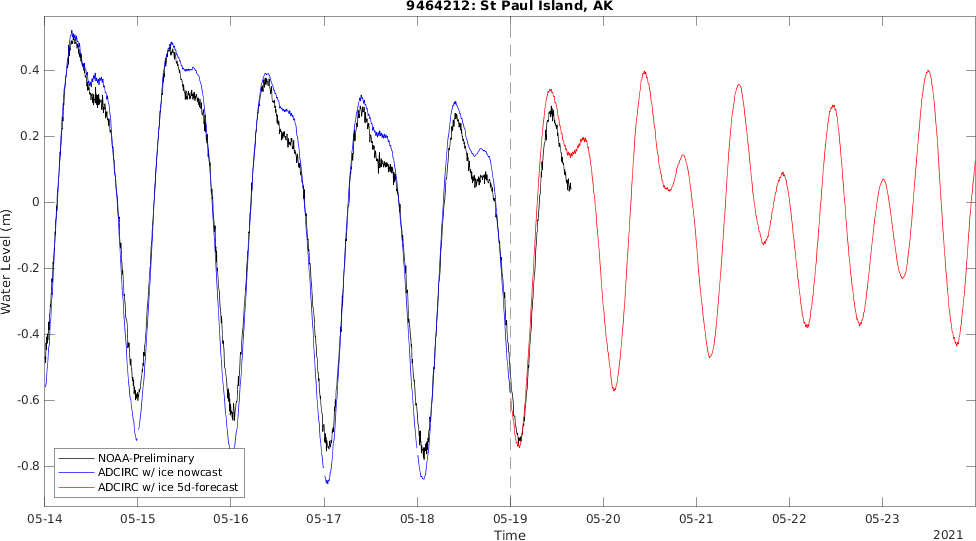 9464212: St Paul Island, AK
Water Level (m)
0.4
0.2
0
-0.2
-0.4
-0.6
-0.8
NOAA-Preliminary
ADCIRC w/ ice nowcast
ADCIRC w/ ice 5d-forecast
05-14 05-15 05-16 05-17 05-18 05-19 05-20 05-21 05-22 05-23
Time
2021